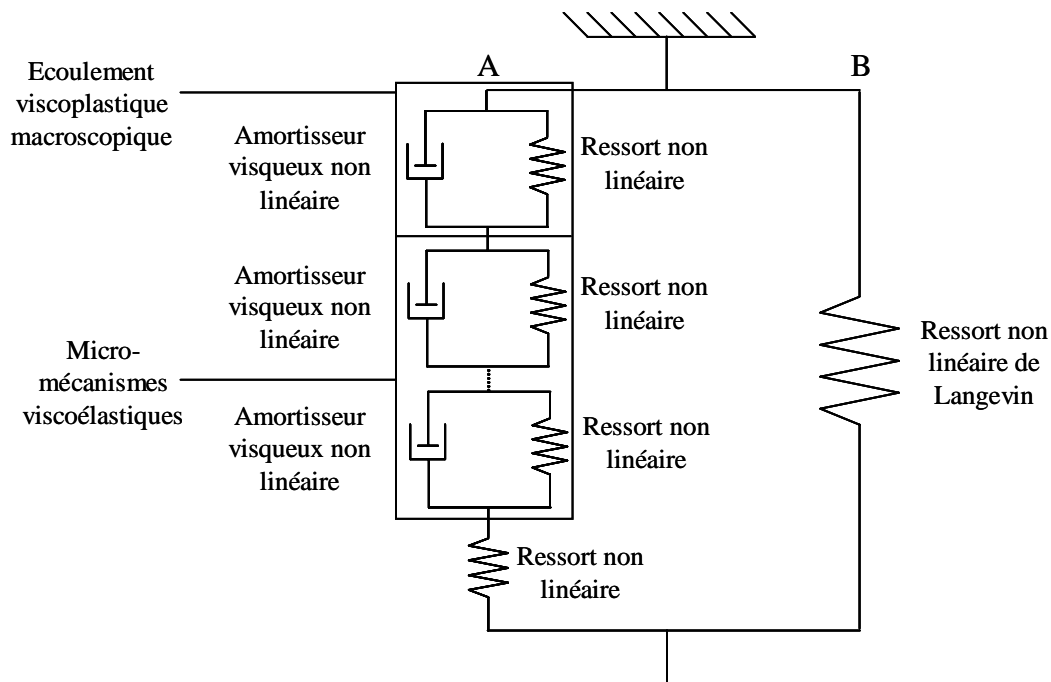 A
B
Ecoulement
viscoplastique
macroscopique
Amortisseur
visqueux non
linéaire
Ressort non
linéaire
Amortisseur
visqueux non
linéaire
Ressort non
linéaire
Micro-
mécanismes
viscoélastiques
Amortisseur
visqueux non
linéaire
Ressort non
linéaire
Ressort non
linéaire de
Langevin
Ressort non
linéaire